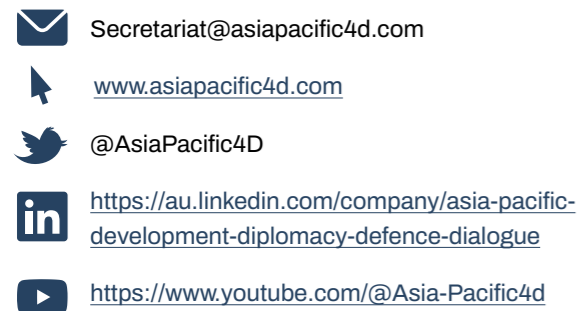 Secretariat@asiapacific4d.com
www.asiapacific4d.com
@AsiaPacific4D
https://au.linkedin.com/company/asia-pacific-
development-diplomacy-defence-dialogue
https://www.youtube.com/@Asia-Pacific4d